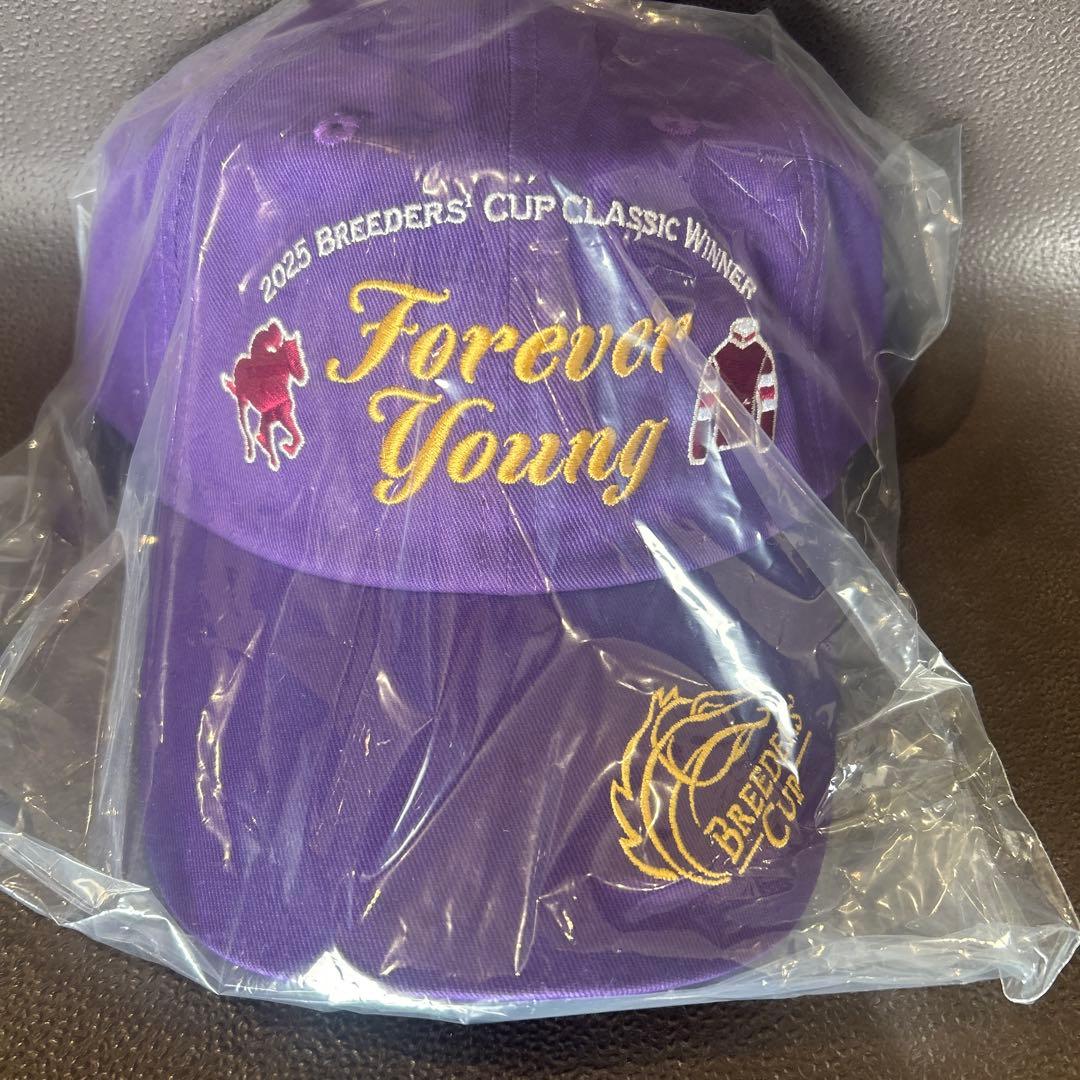 2025 BREEDERS' CUP CLASSIC WINNER
Forever
Young
BREEDERS'
CUP